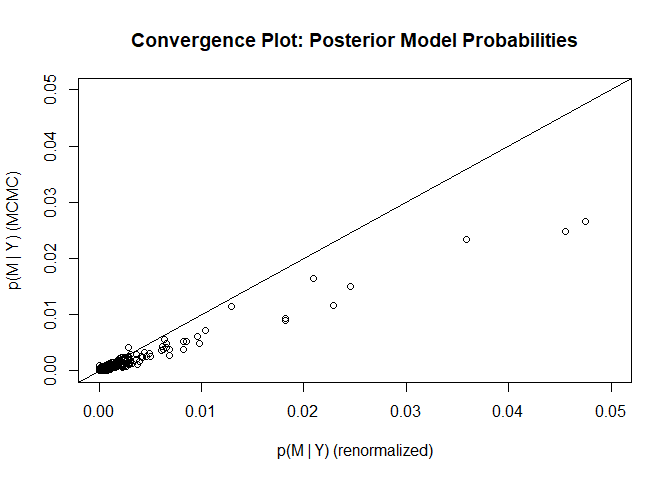 Convergence Plot: Posterior Model Probabilities
p(M | Y) (MCMC)
0.05
0.04
0.03
0.02
0.01
0.00
0.00 0.01 0.02 0.03 0.04 0.05
p(M | Y) (renormalized)